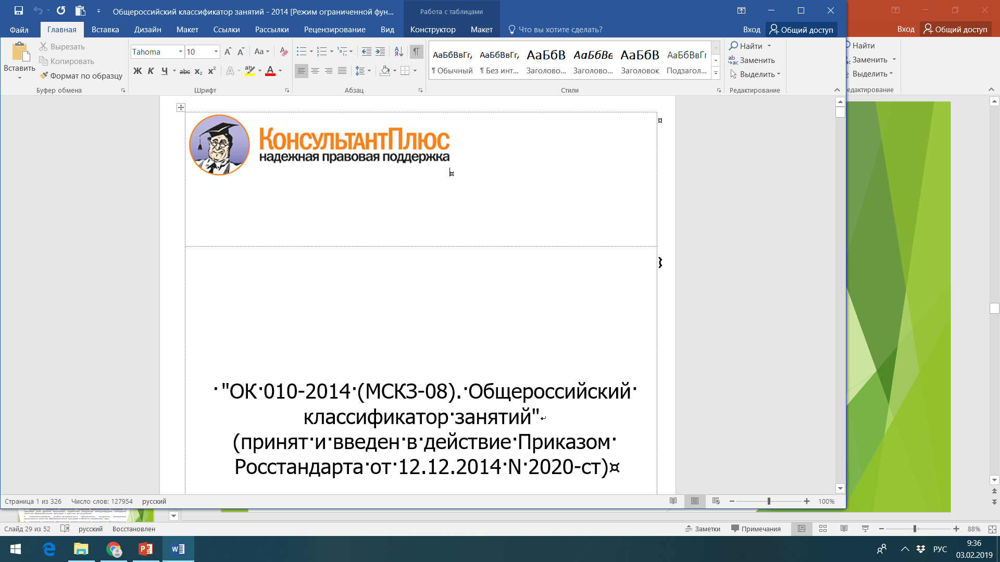 Общероссийский классификатор занятий - 2014 [Режим ограниченной фун...
Работа с таблицами
Файл Главная Вставка Дизайн Макет Ссылки Рассылки Рецензирование Вид Конструктор Макет Что вы хотите сделать? Вход Общий доступ
Вход Общий доступ
Вставить
Вырезать
Копировать
Формат по образцу
Буфер обмена
Tahoma 10
Aa
Ж К Ч abc x₂ x²
Шрифт
Абзац
АаБбВвГг, АаБбВвГг, АаБбВ АаБбВе АаБбВ АаБбВвГг
¶ Обычный ¶ Без инт... Заголово... Заголово... Заголовок Подзагол...
Стили
Найти
Заменить
Выделить
Редактирование
Найти
Заменить
Выделить
едактирование
КонсультантПлюс
надежная правовая поддержка
"ОК 010-2014 (МСКЗ-08). Общероссийский
классификатор занятий"
(принят и введен в действие Приказом
Росстандарта от 12.12.2014 N 2020-ст)
Страница 1 из 326 Число слов: 127954 русский 100%
Слайд 29 из 52 русский Восстановлен Заметки Примечания 88%
РУС
9:36
03.02.2019